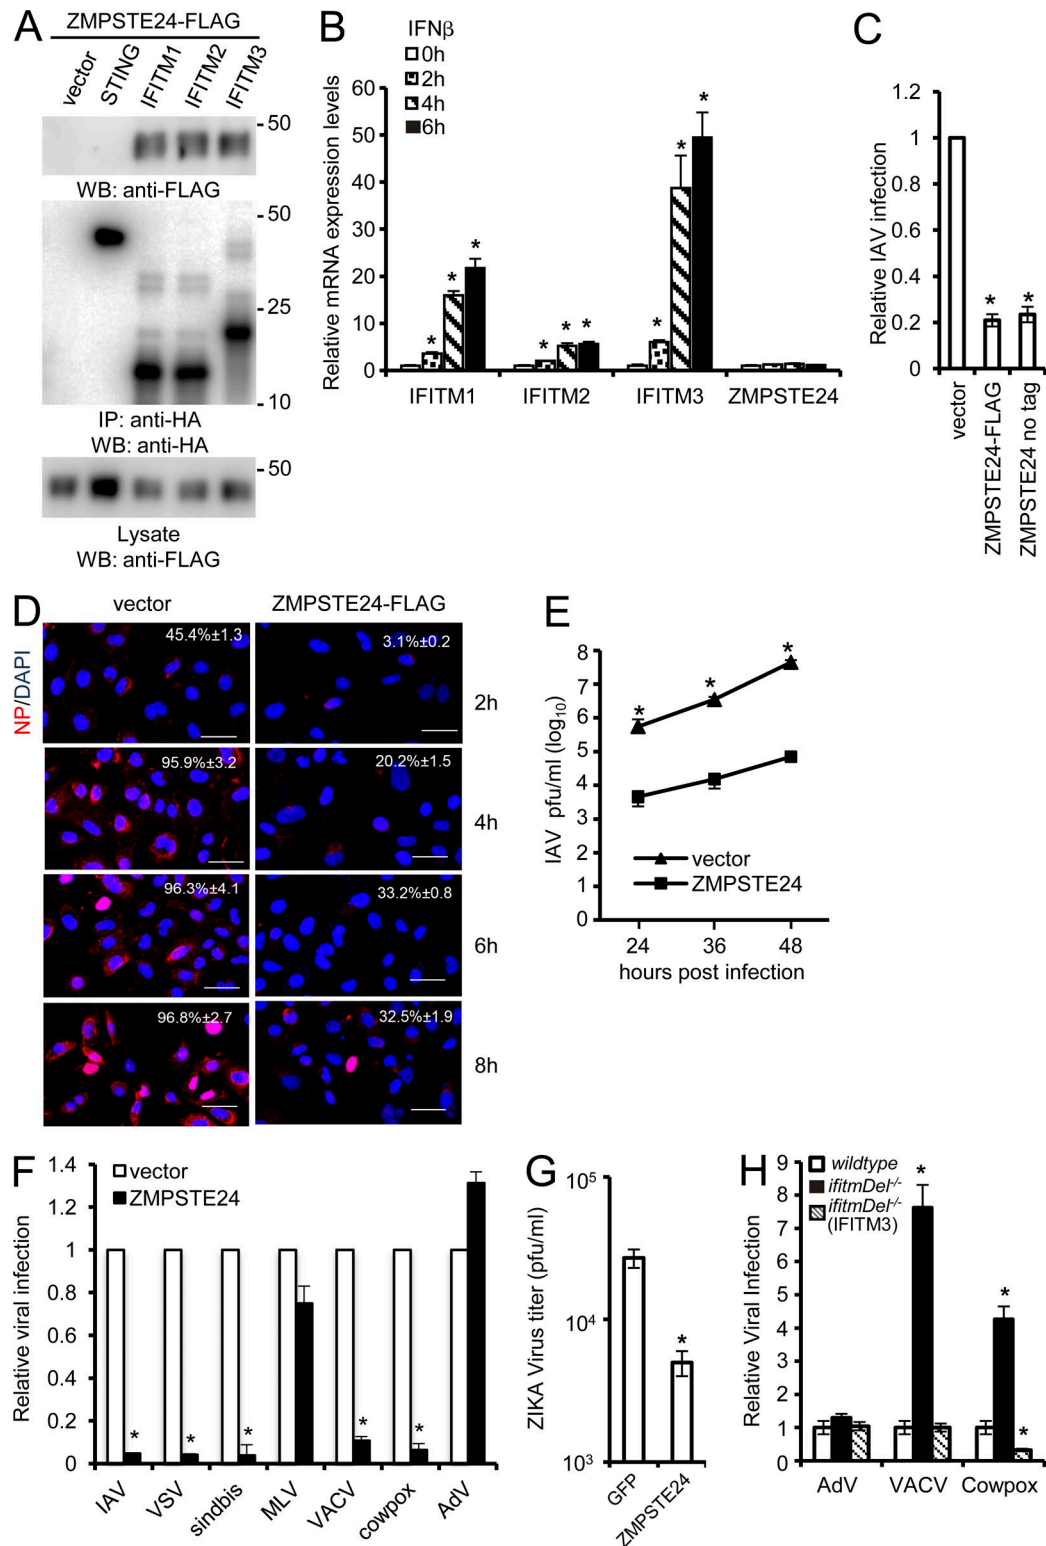 A
ZMPSTE24-FLAG
vector
STING
IFITM1
IFITM2
IFITM3
- 50
WB: anti-FLAG
- 50
- 25
- 10
IP: anti-HA
WB: anti-HA
- 50
Lysate
WB: anti-FLAG
B
IFNβ
0h
2h
4h
6h
Relative mRNA expression levels
60
50
40
30
20
10
0
*
*
*
*
*
*
*
*
*
IFITM1
IFITM2
IFITM3
ZMPSTE24
C
Relative IAV infection
1.2
1
0.8
0.6
0.4
0.2
0
*
*
vector
ZMPSTE24-FLAG
ZMPSTE24 no tag
D
vector
ZMPSTE24-FLAG
NP/DAPI
45.4%±1.3
3.1%±0.2
2h
95.9%±3.2
20.2%±1.5
4h
96.3%±4.1
33.2%±0.8
6h
96.8%±2.7
32.5%±1.9
8h
E
IAV pfu/ml (log10)
8
7
6
5
4
3
2
1
0
*
*
*
vector
ZMPSTE24
24
36
48
hours post infection
F
vector
ZMPSTE24
Relative viral infection
1.4
1.2
1
0.8
0.6
0.4
0.2
0
*
*
*
*
*
IAV
VSV
sindbis
MLV
VACV
cowpox
AdV
G
ZIKA Virus titer (pfu/ml)
10⁵
10⁴
10³
*
GFP
ZMPSTE24
H
wildtype
ifitmDel-/-
ifitmDel-/-
(IFITM3)
Relative Viral Infection
9
8
7
6
5
4
3
2
1
0
*
*
*
AdV
VACV
Cowpox